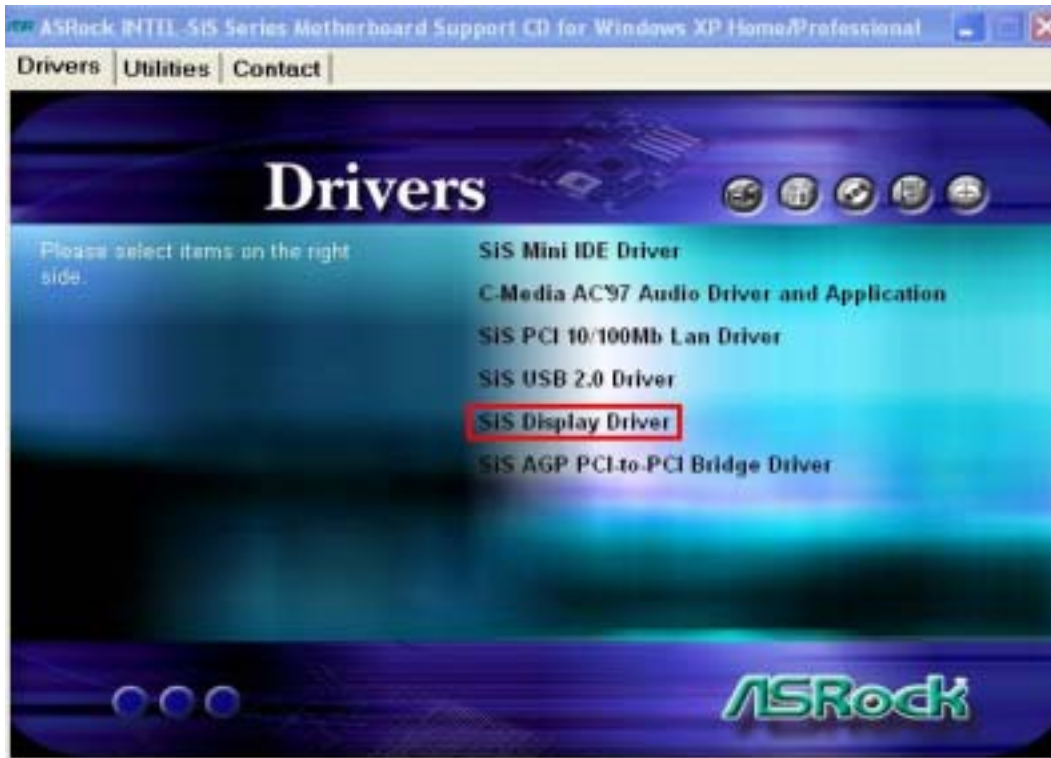 ASRock INTEL-SiS Series Motherboard Support CD for Windows XP Home/Professional
Drivers Utilities Contact
Drivers
Please select items on the right
side.
SiS Mini IDE Driver
C-Media AC'97 Audio Driver and Application
SiS PCI 10/100Mb Lan Driver
SiS USB 2.0 Driver
SiS Display Driver
SiS AGP PCI-to-PCI Bridge Driver
ASRock